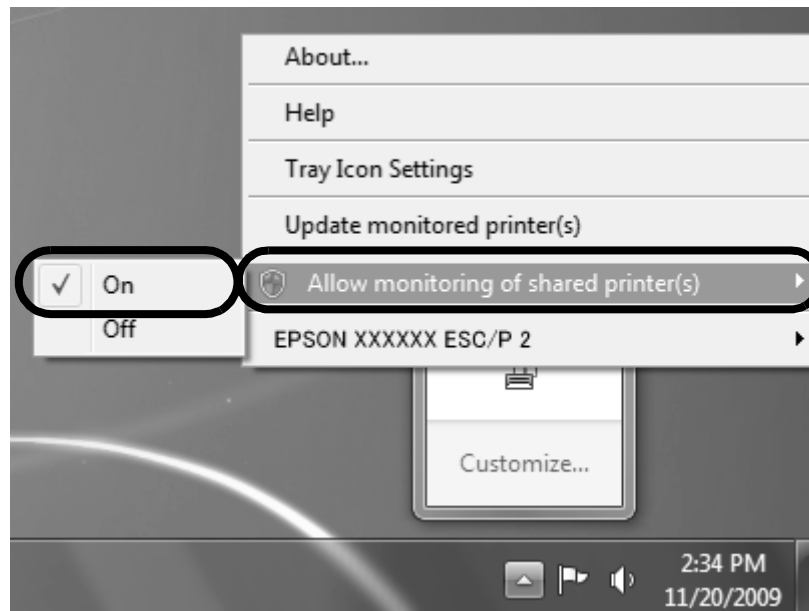 About...
Help
Tray Icon Settings
Update monitored printer(s)
Allow monitoring of shared printer(s)
On
Off
EPSON XXXXXX ESC/P 2
Customize...
2:34 PM
11/20/2009